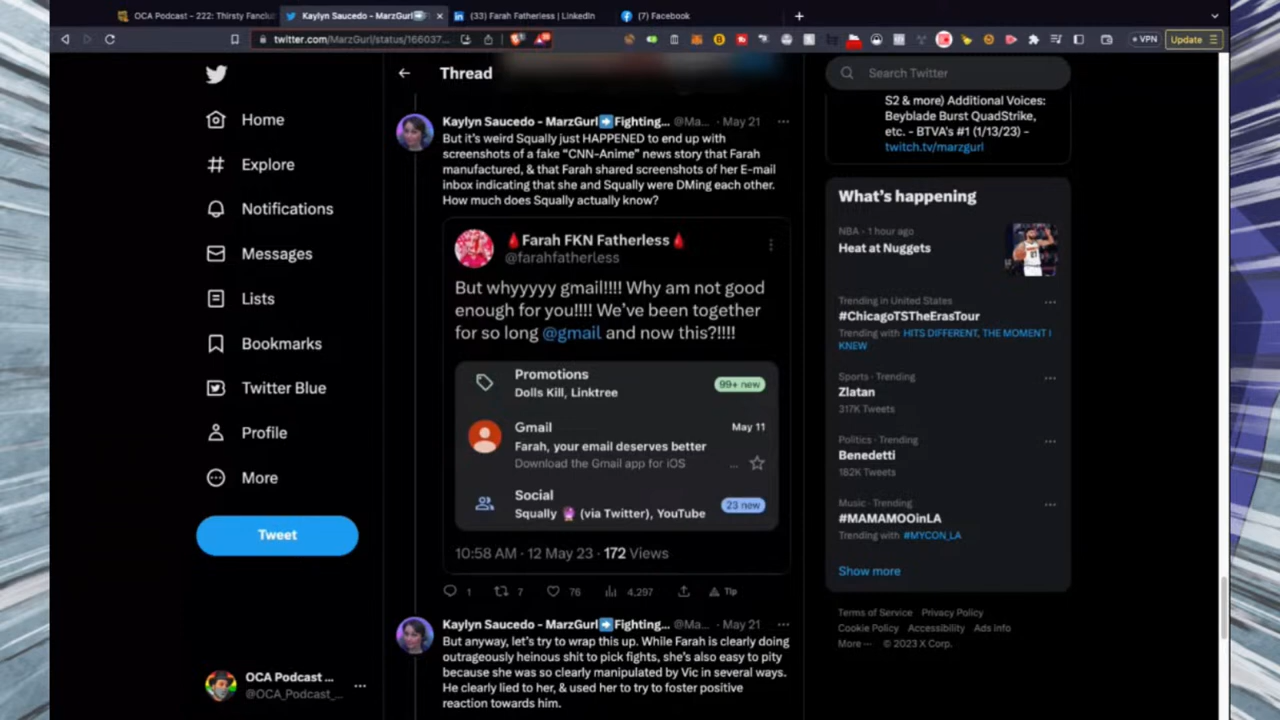 OCA Podcast - 222: Thirsty Fanclu
Kaylyn Saucedo - MarzGurl➡️
(33) Farah Fatherless | LinkedIn
(7) Facebook
twitter.com/MarzGurl/status/166037...
VPN
Update
Home
Explore
Notifications
Messages
Lists
Bookmarks
Twitter Blue
Profile
More
Tweet
OCA Podcast ...
@OCA_Podcast_...
Thread
Kaylyn Saucedo - MarzGurl➡️Fighting... @Ma... · May 21
But it's weird Squally just HAPPENED to end up with
screenshots of a fake "CNN-Anime" news story that Farah
manufactured, & that Farah shared screenshots of her E-mail
inbox indicating that she and Squally were DMing each other.
How much does Squally actually know?
🩸Farah FKN Fatherless🩸
@farahfatherless
But whyyyyy gmail!!!! Why am not good
enough for you!!!! We've been together
for so long @gmail and now this?!!!!
Promotions
99+ new
Dolls Kill, Linktree
Gmail
May 11
Farah, your email deserves better
Download the Gmail app for iOS ...
Social
23 new
Squally 🔮 (via Twitter), YouTube
10:58 AM · 12 May 23 · 172 Views
1 7 76 4,297 Tip
Kaylyn Saucedo - MarzGurl➡️Fighting... @Ma... · May 21
But anyway, let's try to wrap this up. While Farah is clearly doing
outrageously heinous shit to pick fights, she's also easy to pity
because she was so clearly manipulated by Vic in several ways.
He clearly lied to her, & used her to try to foster positive
reaction towards him.
Search Twitter
S2 & more) Additional Voices:
Beyblade Burst QuadStrike,
etc. - BTVA's #1 (1/13/23) -
twitch.tv/marzgurl
What's happening
NBA · 1 hour ago
Heat at Nuggets
Trending in United States
#ChicagoTSTheErasTour
Trending with HITS DIFFERENT, THE MOMENT I
KNEW
Sports · Trending
Zlatan
317K Tweets
Politics · Trending
Benedetti
182K Tweets
Music · Trending
#MAMAMOOinLA
Trending with #MYCON_LA
Show more
Terms of Service Privacy Policy
Cookie Policy Accessibility Ads info
More ··· © 2023 X Corp.